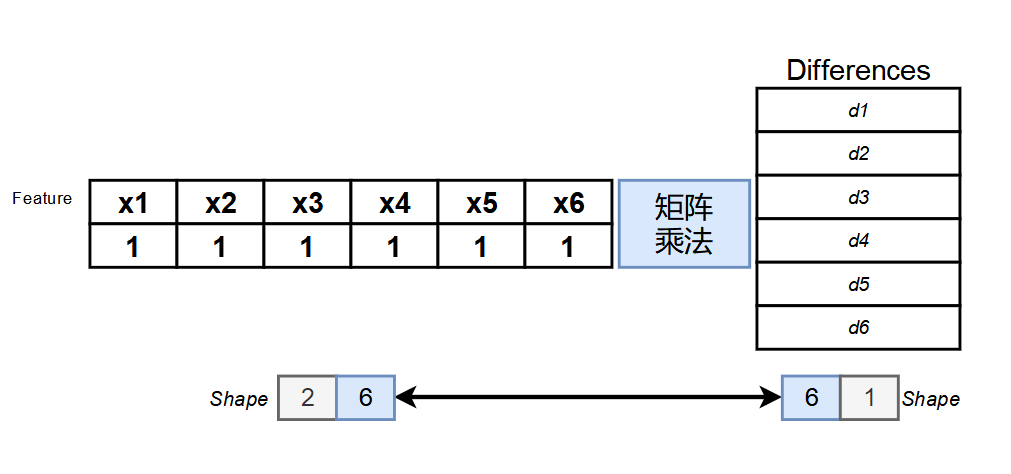 Differences
d1
d2
d3
d4
d5
d6
Feature
x1 x2 x3 x4 x5 x6
1 1 1 1 1 1
矩阵
乘法
Shape 2 6
6 1 Shape